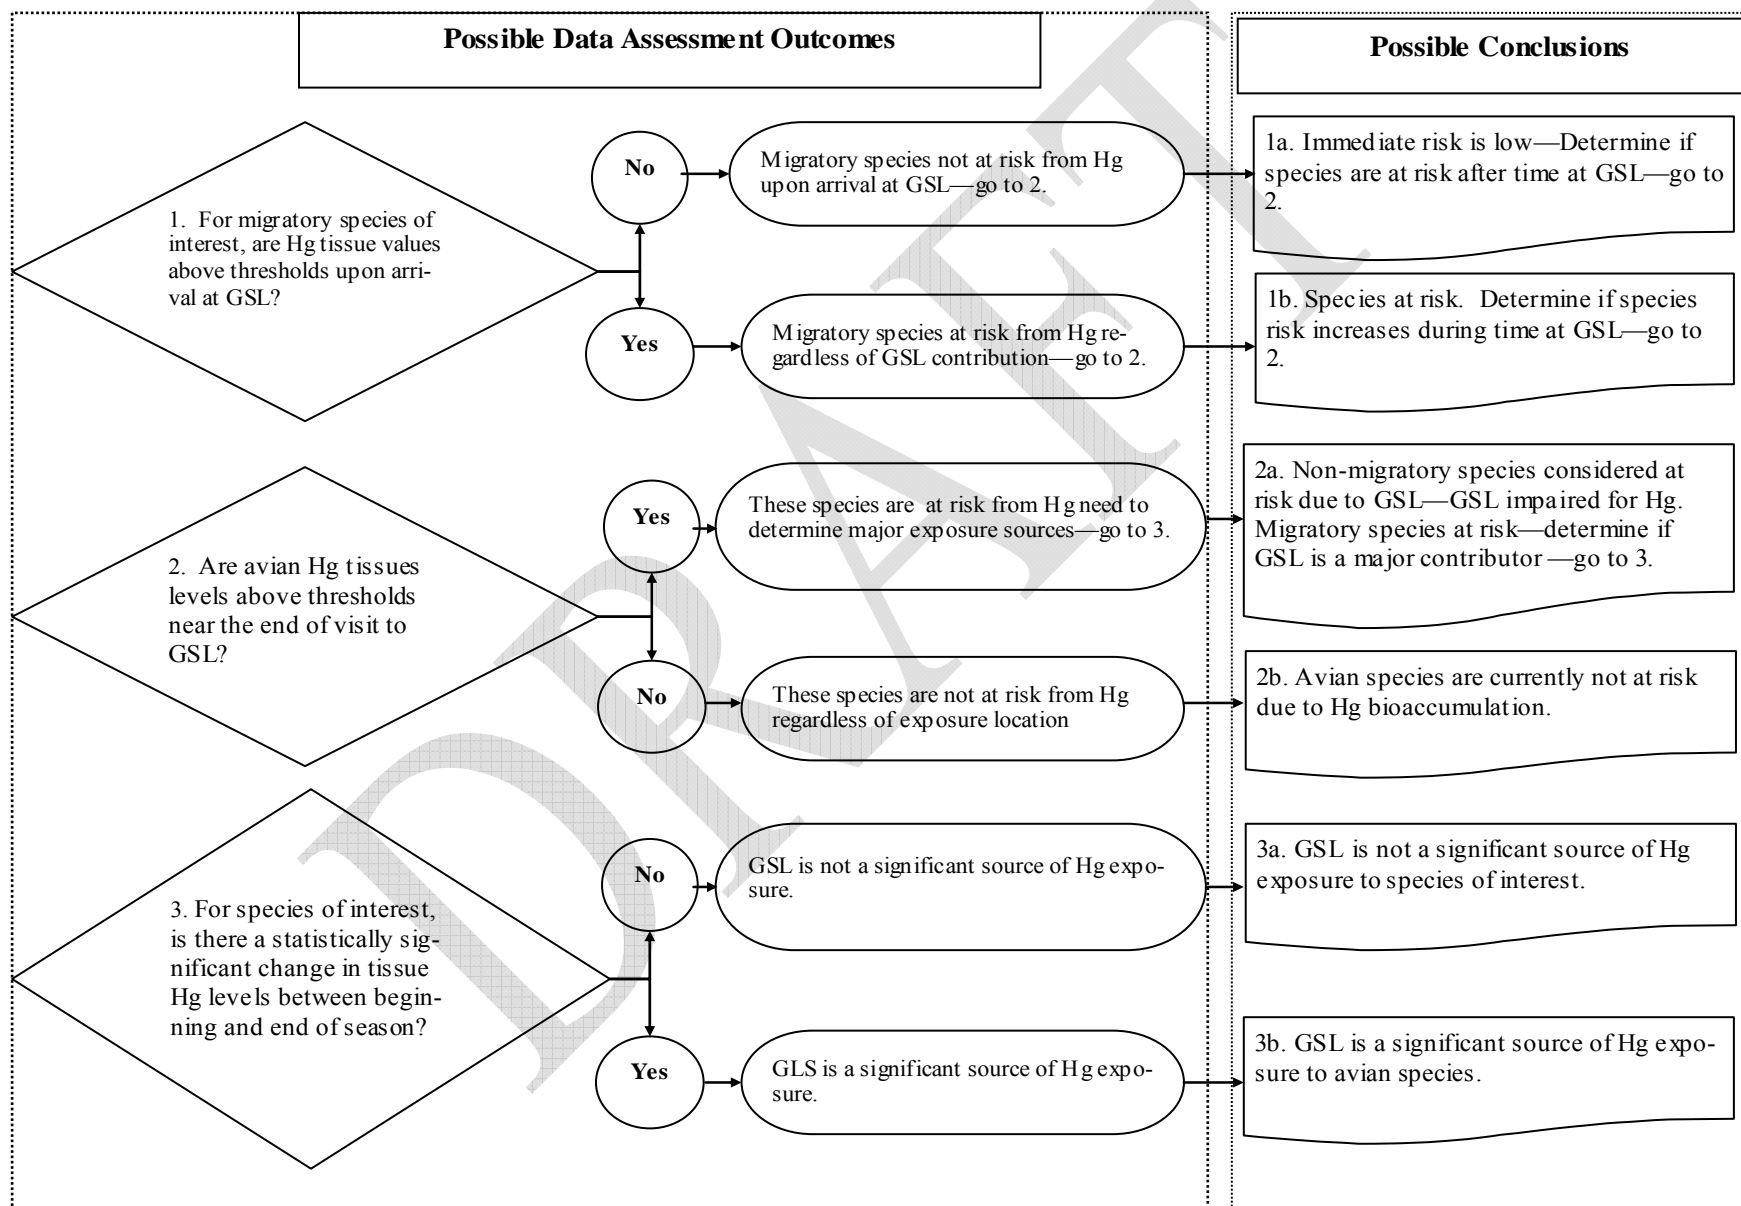 Possible Data Assessment Outcomes
Possible Conclusions
1. For migratory species of
interest, are Hg tissue values
above thresholds upon arri-
val at GSL?
No
Migratory species not at risk from Hg
upon arrival at GSL—go to 2.
1a. Immediate risk is low—Determine if
species are at risk after time at GSL—go to
2.
Yes
Migratory species at risk from Hg re-
gardless of GSL contribution—go to 2.
1b. Species at risk. Determine if species
risk increases during time at GSL—go to
2.
2. Are avian Hg tissues
levels above thresholds
near the end of visit to
GSL?
Yes
These species are at risk from Hg need to
determine major exposure sources—go to 3.
2a. Non-migratory species considered at
risk due to GSL—GSL impaired for Hg.
Migratory species at risk—determine if
GSL is a major contributor—go to 3.
No
These species are not at risk from Hg
regardless of exposure location
2b. Avian species are currently not at risk
due to Hg bioaccumulation.
3. For species of interest,
is there a statistically sig-
nificant change in tissue
Hg levels between begin-
ning and end of season?
No
GSL is not a significant source of Hg expo-
sure.
3a. GSL is not a significant source of Hg
exposure to species of interest.
Yes
GLS is a significant source of Hg expo-
sure.
3b. GSL is a significant source of Hg expo-
sure to avian species.
DRAFT